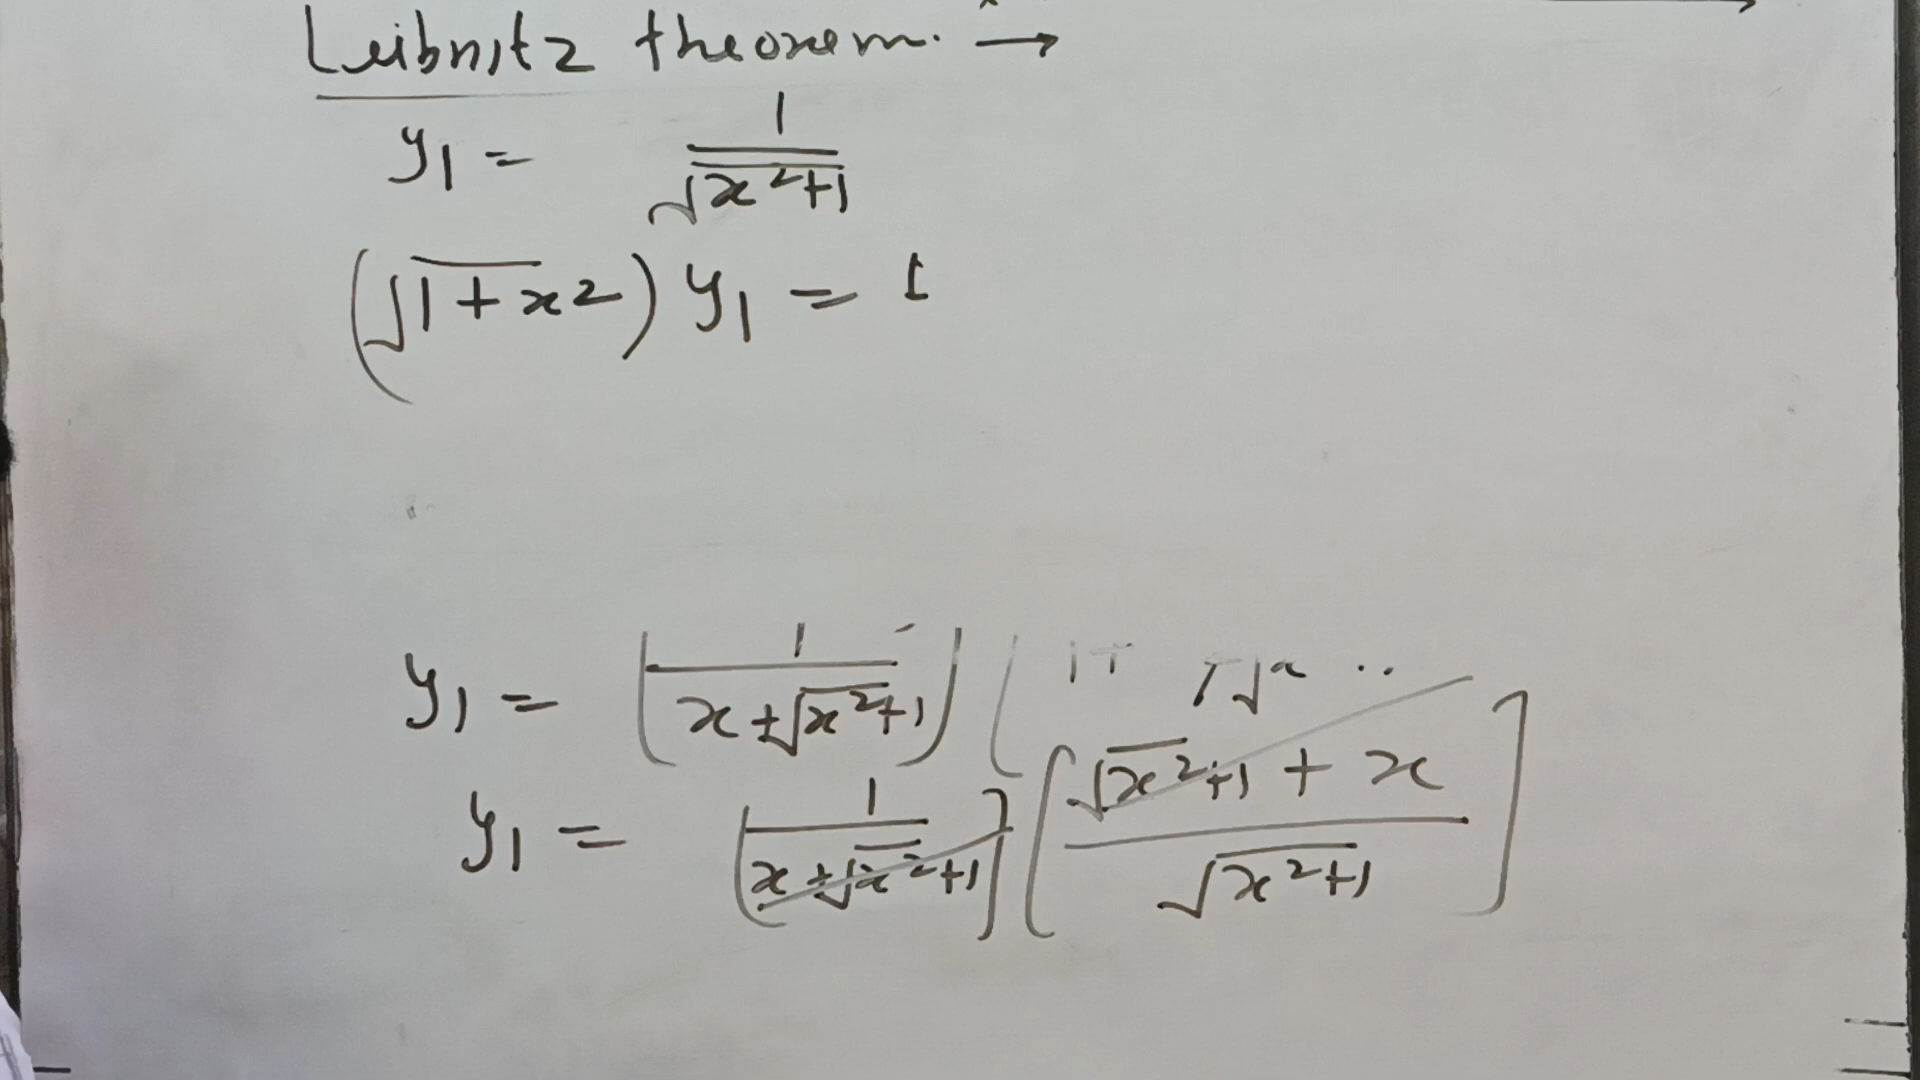 Leibnitz theorem. →
y₁ = 1/√(x²+1)
(√(1+x²)) y₁ = 1
y₁ = (1/(x+√(x²+1))) (1+
y₁ = [1/(x+√(x²+1))] [(√(x²+1) + x)/√(x²+1)]